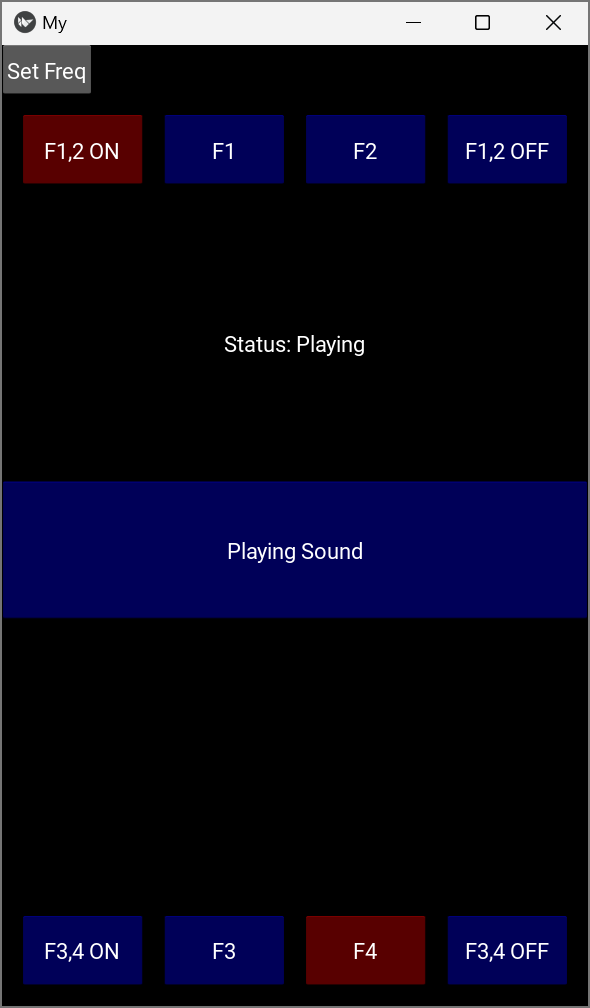 My
Set Freq
F1,2 ON
F1
F2
F1,2 OFF
Status: Playing
Playing Sound
F3,4 ON
F3
F4
F3,4 OFF